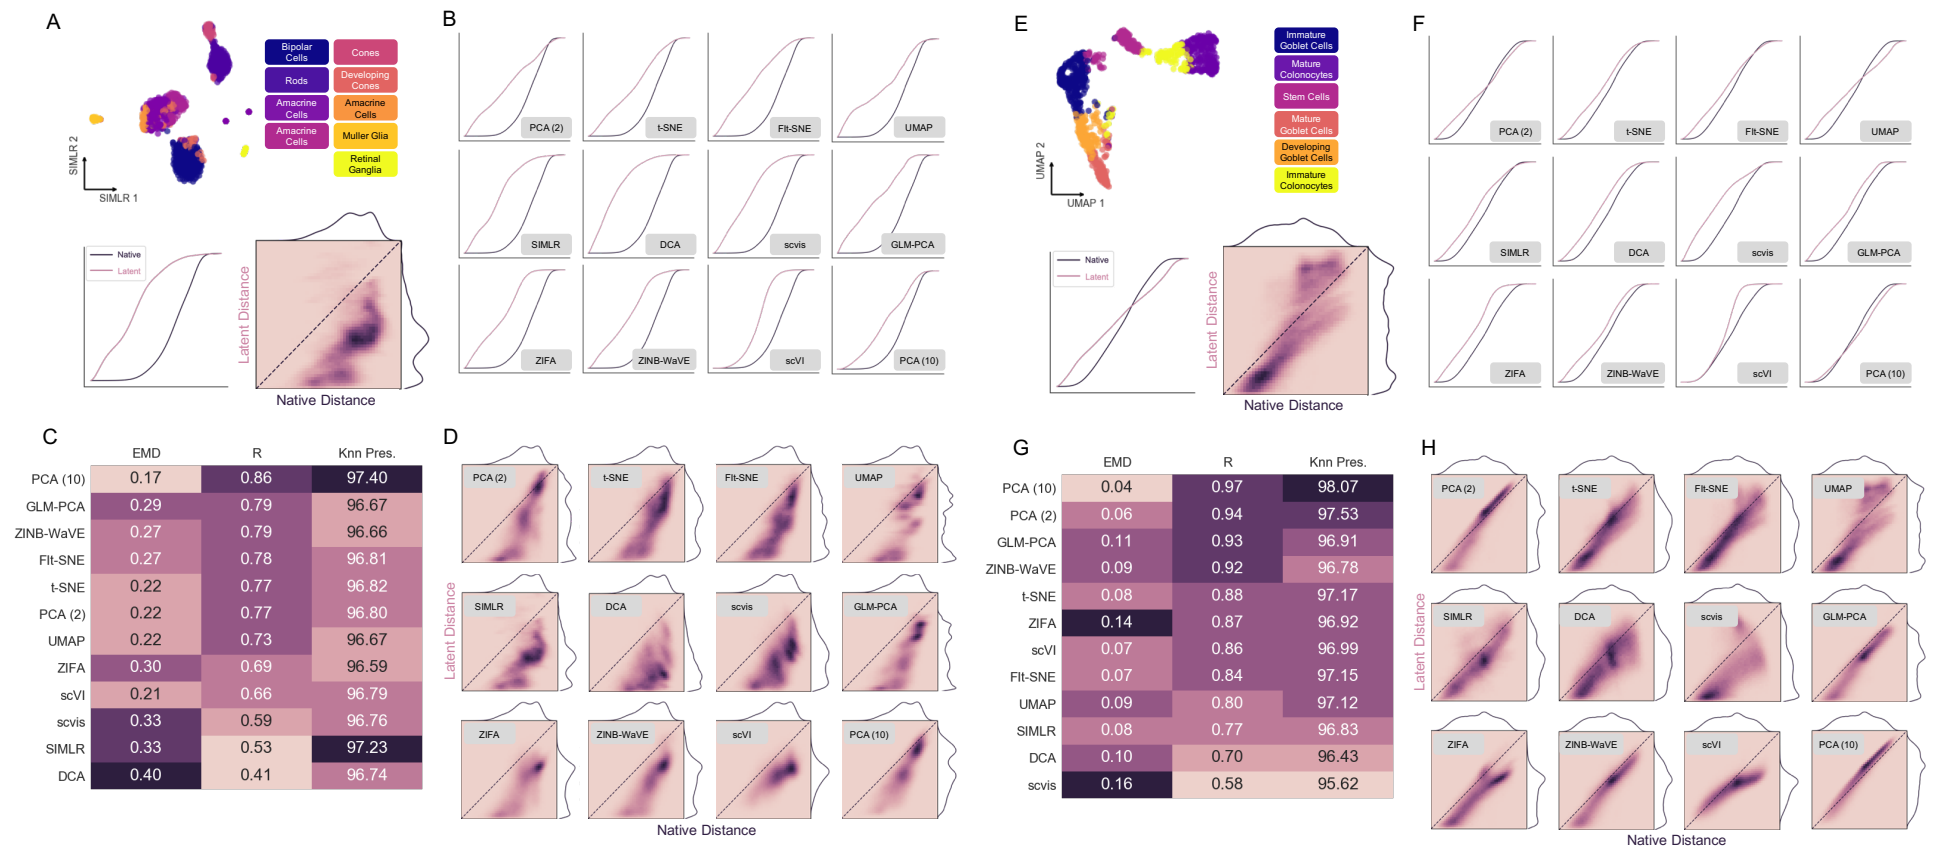 A
Bipolar
Cells
Cones
Rods
Developing
Cones
Amacrine
Cells
Amacrine
Cells
Amacrine
Cells
Muller Glia
Retinal
Ganglia
SIMLR 2
SIMLR 1
Native
Latent
Latent Distance
Native Distance
B
PCA (2)
t-SNE
FIt-SNE
UMAP
SIMLR
DCA
scvis
GLM-PCA
ZIFA
ZINB-WaVE
scVI
PCA (10)
C
EMD R Knn Pres.
PCA (10) 0.17 0.86 97.40
GLM-PCA 0.29 0.79 96.67
ZINB-WaVE 0.27 0.79 96.66
FIt-SNE 0.27 0.78 96.81
t-SNE 0.22 0.77 96.82
PCA (2) 0.22 0.77 96.80
UMAP 0.22 0.73 96.67
ZIFA 0.30 0.69 96.59
scVI 0.21 0.66 96.79
scvis 0.33 0.59 96.76
SIMLR 0.33 0.53 97.23
DCA 0.40 0.41 96.74
D
PCA (2)
t-SNE
FIt-SNE
UMAP
SIMLR
DCA
scvis
GLM-PCA
ZIFA
ZINB-WaVE
scVI
PCA (10)
Latent Distance
Native Distance
E
Immature
Goblet Cells
Mature
Colonocytes
Stem Cells
Mature
Goblet Cells
Developing
Goblet Cells
Immature
Colonocytes
UMAP 2
UMAP 1
Native
Latent
Latent Distance
Native Distance
F
PCA (2)
t-SNE
FIt-SNE
UMAP
SIMLR
DCA
scvis
GLM-PCA
ZIFA
ZINB-WaVE
scVI
PCA (10)
G
EMD R Knn Pres.
PCA (10) 0.04 0.97 98.07
PCA (2) 0.06 0.94 97.53
GLM-PCA 0.11 0.93 96.91
ZINB-WaVE 0.09 0.92 96.78
t-SNE 0.08 0.88 97.17
ZIFA 0.14 0.87 96.92
scVI 0.07 0.86 96.99
FIt-SNE 0.07 0.84 97.15
UMAP 0.09 0.80 97.12
SIMLR 0.08 0.77 96.83
DCA 0.10 0.70 96.43
scvis 0.16 0.58 95.62
H
PCA (2)
t-SNE
FIt-SNE
UMAP
SIMLR
DCA
scvis
GLM-PCA
ZIFA
ZINB-WaVE
scVI
PCA (10)
Latent Distance
Native Distance